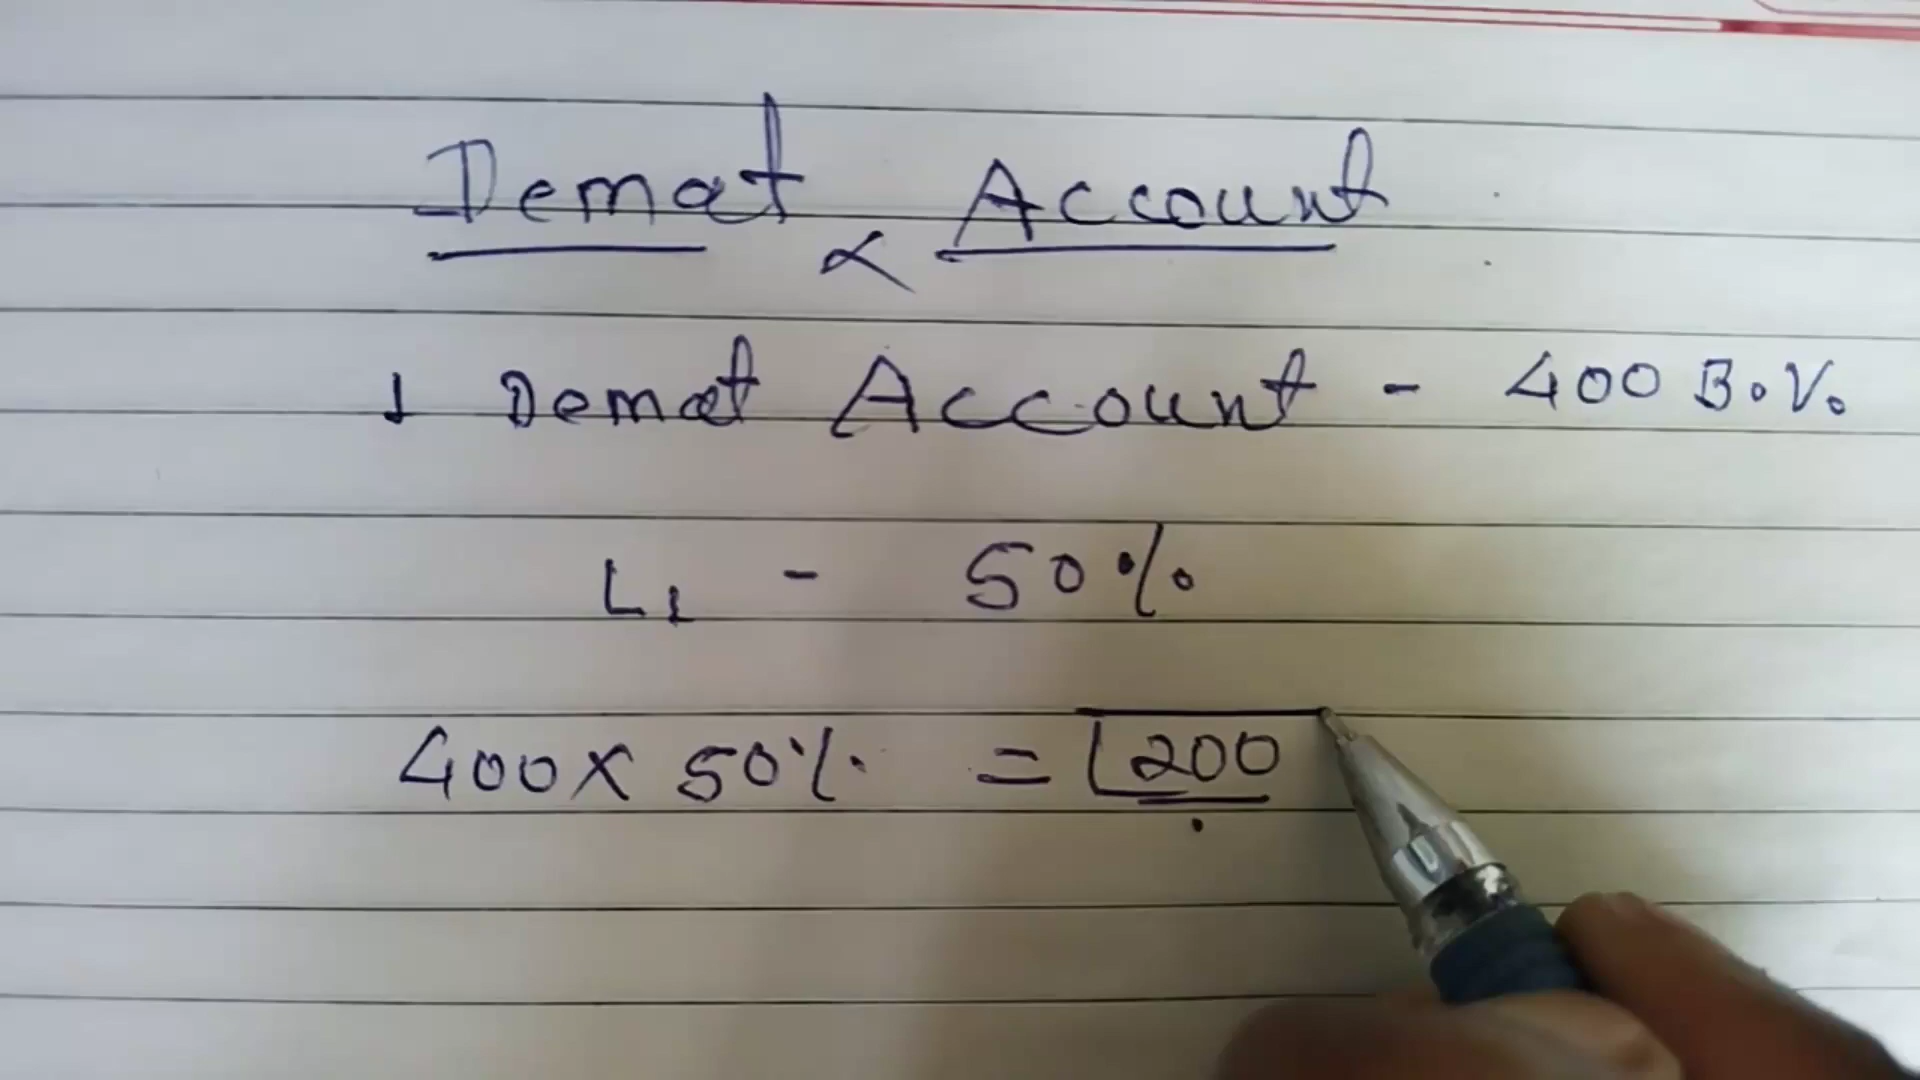 Demat Account
1 Demat Account - 400 B.V.
L1 - 50%
400 x 50% = 200